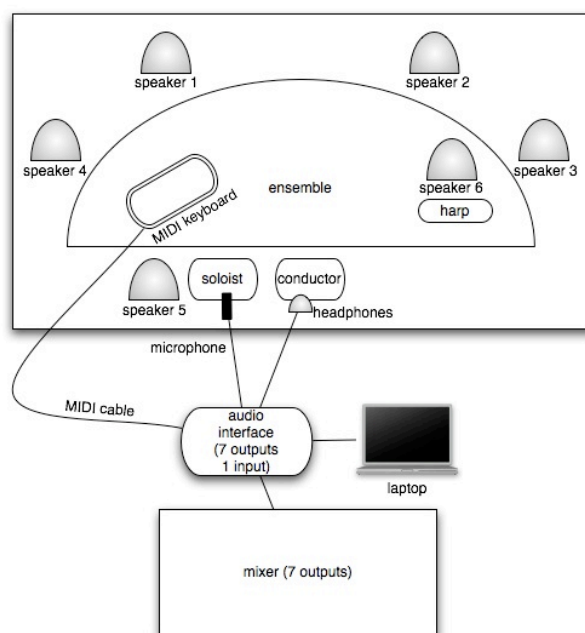 speaker 1
speaker 2
speaker 4
speaker 3
speaker 6
ensemble
harp
MIDI keyboard
soloist
conductor
speaker 5
headphones
microphone
MIDI cable
audio
interface
(7 outputs
1 input)
laptop
mixer (7 outputs)